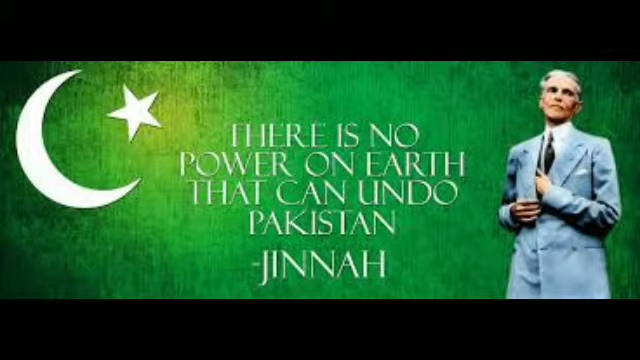 THERE IS NO
POWER ON EARTH
THAT CAN UNDO
PAKISTAN
-JINNAH